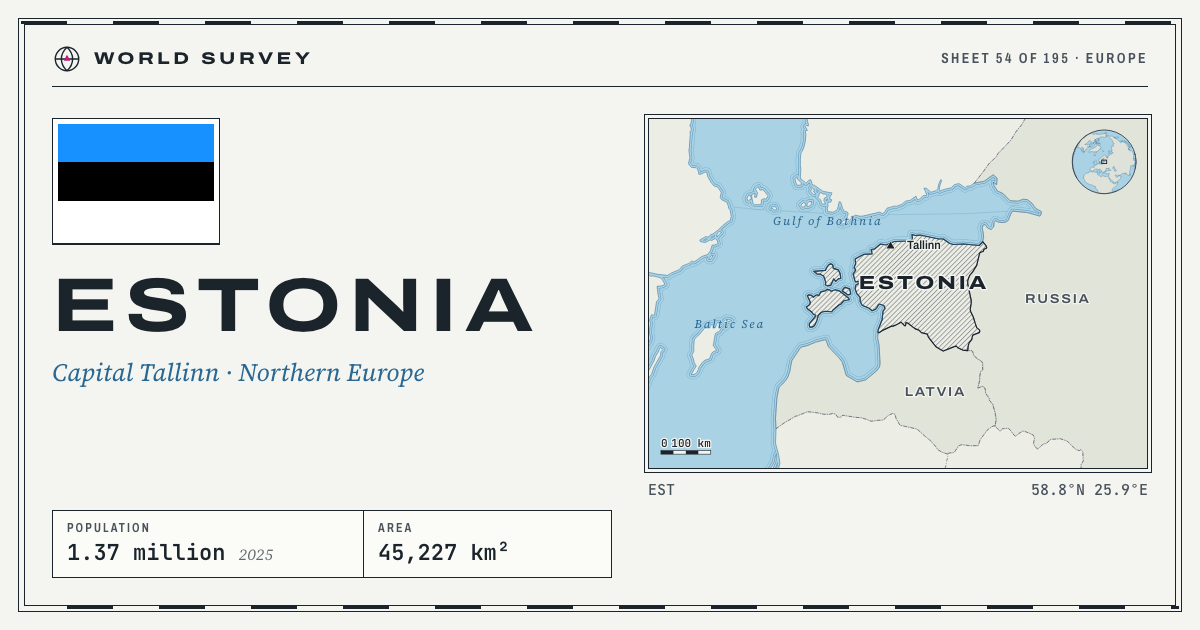 WORLD SURVEY
SHEET 54 OF 195 · EUROPE
ESTONIA
Capital Tallinn · Northern Europe
Gulf of Bothnia
Tallinn
ESTONIA
RUSSIA
Baltic Sea
LATVIA
0 100 km
EST
58.8°N 25.9°E
POPULATION
1.37 million 2025
AREA
45,227 km²